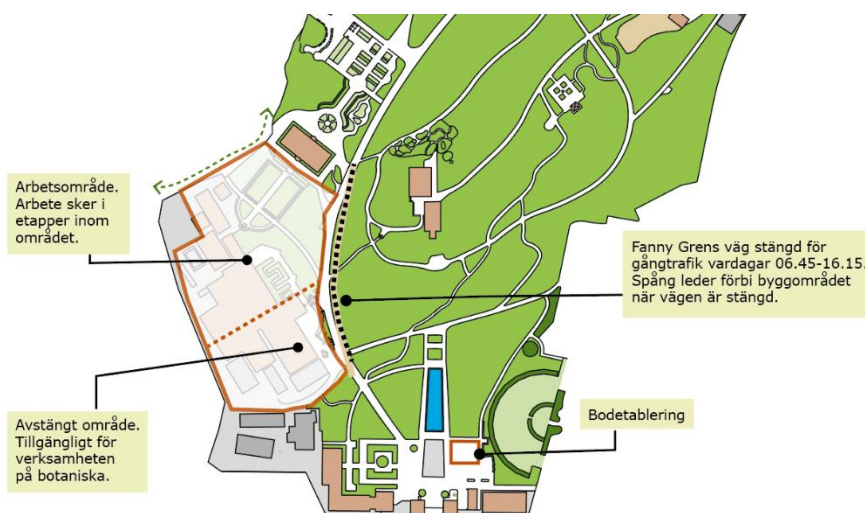 Arbetsområde.
Arbete sker i
etapper inom
området.
Fanny Grens väg stängd för
gångtrafik vardagar 06.45-16.15.
Spång leder förbi byggområdet
när vägen är stängd.
Avstängt område.
Tillgängligt för
verksamheten
på botaniska.
Bodetablering